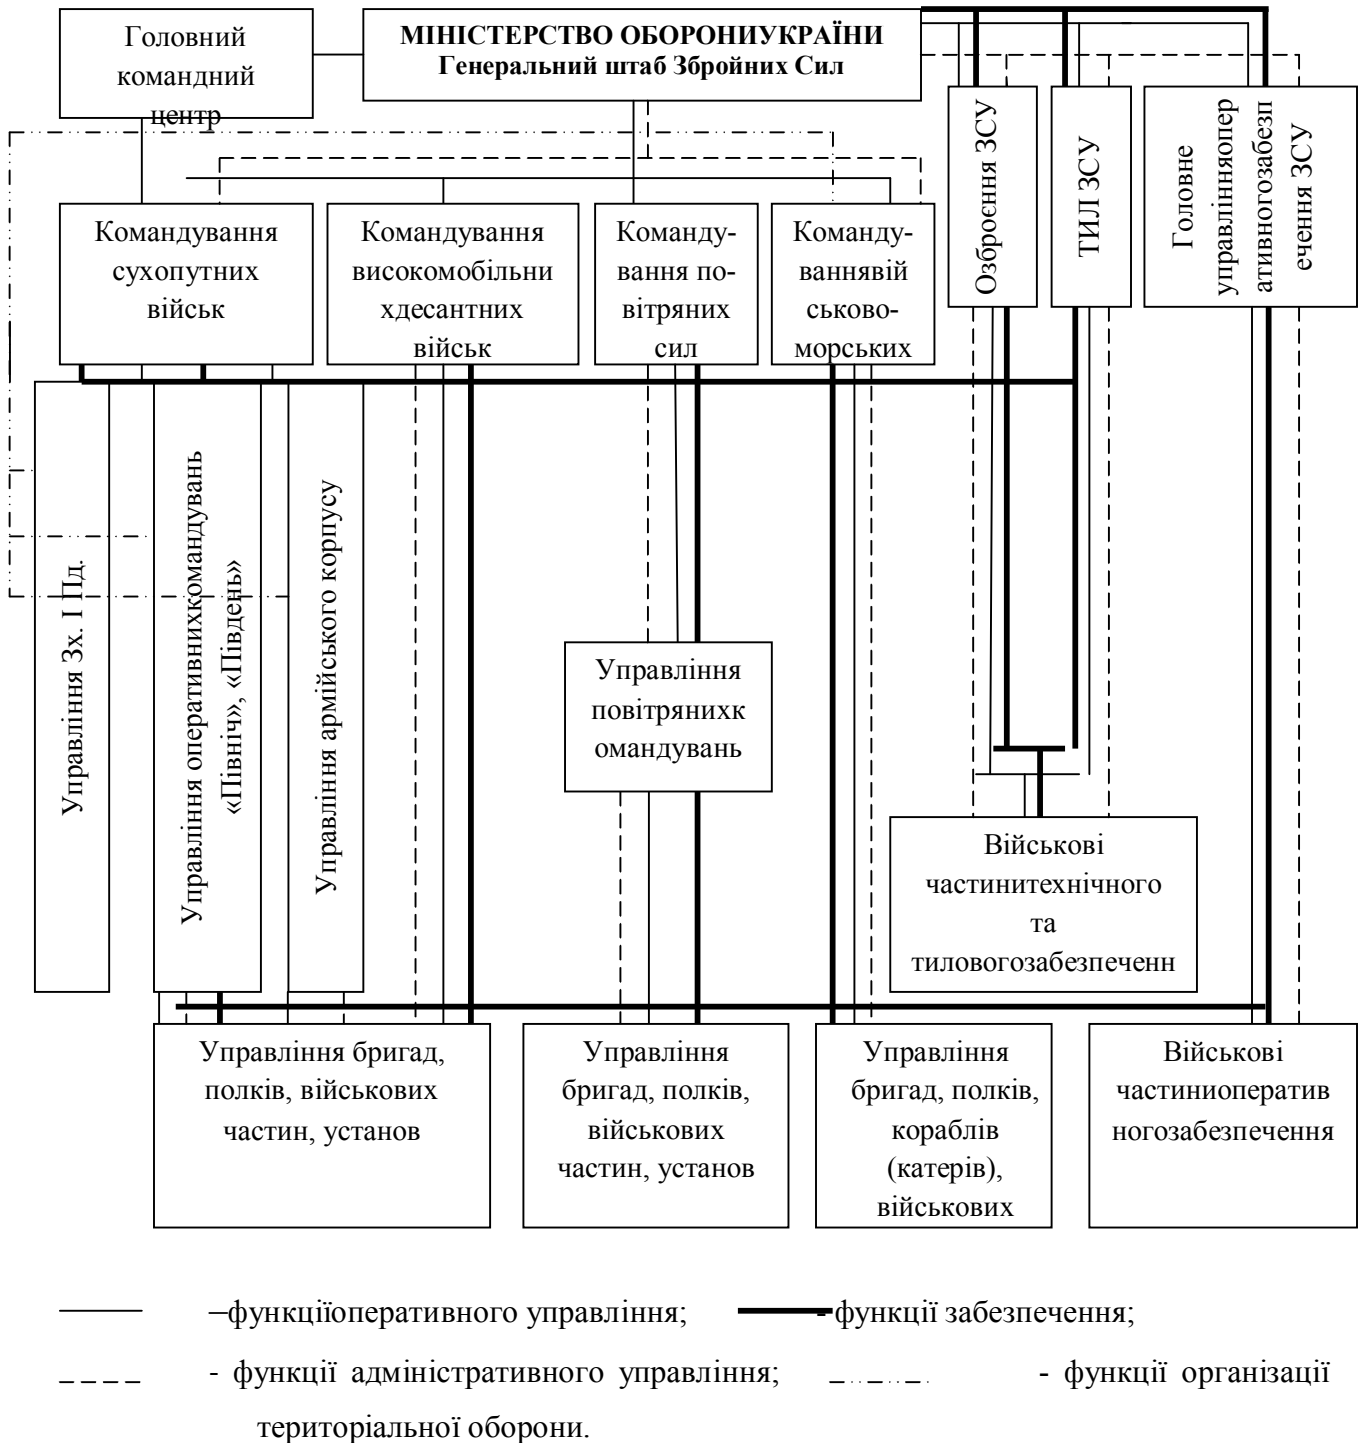 Головний
командний
центр
МІНІСТЕРСТВО ОБОРОНИУКРАЇНИ
Генеральний штаб Збройних Сил
Озброєння ЗСУ
ТИЛ ЗСУ
Головне
управлінняопер
ативногозабезп
ечення ЗСУ
Командування
сухопутних
військ
Командування
високомобільни
хдесантних
військ
Команду-
вання по-
вітряних
сил
Команду-
ваннявій
ськово-
морських
Управління Зх. І Пд.
Управління оперативнихкомандувань
«Північ», «Південь»
Управління армійського корпусу
Управління
повітрянихк
омандувань
Військові
частинитехнічного
та
тиловогозабезпеченн
Управління бригад,
полків, військових
частин, установ
Управління
бригад, полків,
військових
частин, установ
Управління
бригад, полків,
кораблів
(катерів),
військових
Військові
частиниоператив
ногозабезпечення
–функціїоперативного управління; - функції забезпечення;
- функції адміністративного управління; - функції організації
територіальної оборони.